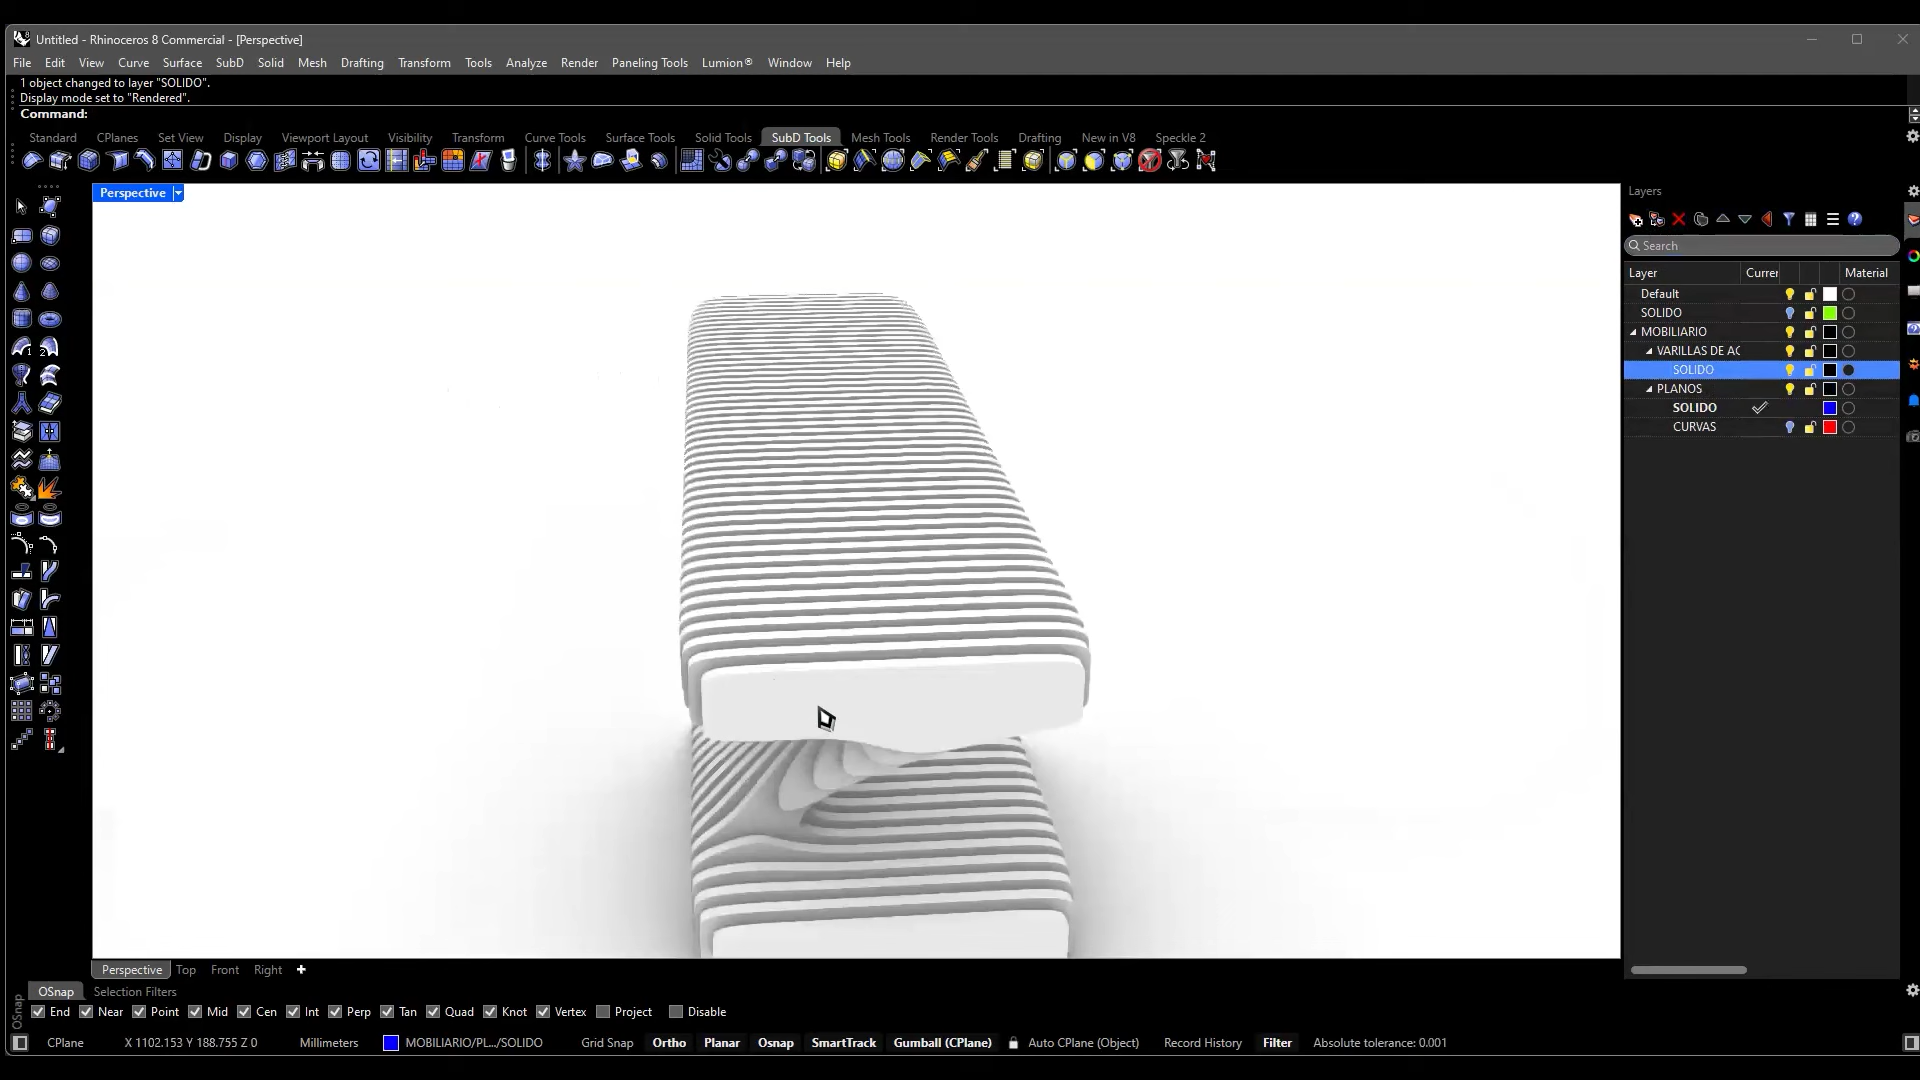 Untitled - Rhinoceros 8 Commercial - [Perspective]
File Edit View Curve Surface SubD Solid Mesh Drafting Transform Tools Analyze Render Paneling Tools Lumion® Window Help
1 object changed to layer "SOLIDO".
Display mode set to "Rendered".
Command:
Standard CPlanes Set View Display Viewport Layout Visibility Transform Curve Tools Surface Tools Solid Tools SubD Tools Mesh Tools Render Tools Drafting New in V8 Speckle 2
Perspective
Layers
Search
Layer Currer Material
Default
SOLIDO
MOBILIARIO
VARILLAS DE AC
SOLIDO
PLANOS
SOLIDO
CURVAS
Perspective Top Front Right
OSnap Selection Filters
OSnap
End Near Point Mid Cen Int Perp Tan Quad Knot Vertex Project Disable
CPlane X 1102.153 Y 188.755 Z 0 Millimeters MOBILIARIO/PL.../SOLIDO Grid Snap Ortho Planar Osnap SmartTrack Gumball (CPlane) Auto CPlane (Object) Record History Filter Absolute tolerance: 0.001